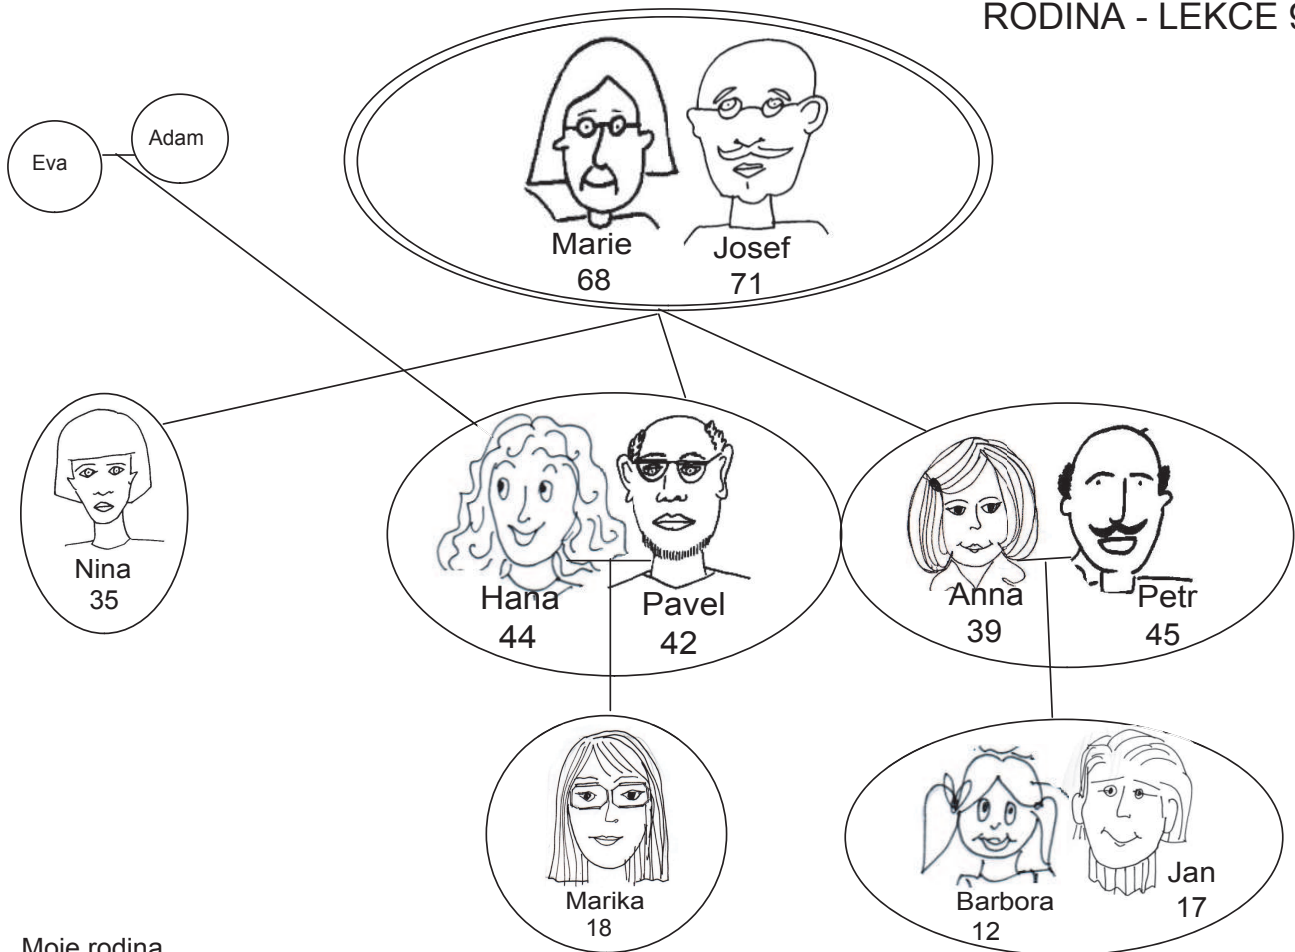 RODINA - LEKCE 9
Adam
Eva
Marie
68
Josef
71
Nina
35
Hana
44
Pavel
42
Anna
39
Petr
45
Marika
18
Barbora
12
Jan
17
Moje rodina